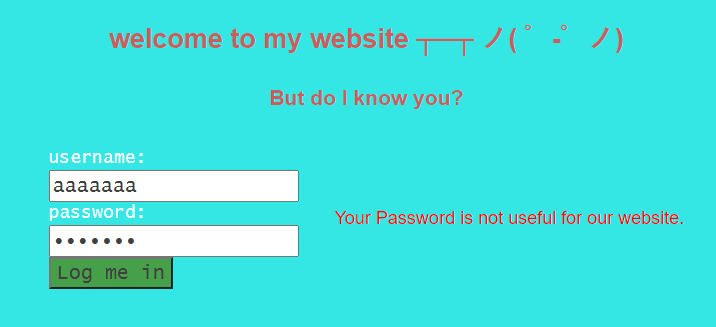 welcome to my website ┬─┬ ノ( ゜-゜ノ)
But do I know you?
username:
aaaaaaa
password:
•••••••
Your Password is not useful for our website.
Log me in